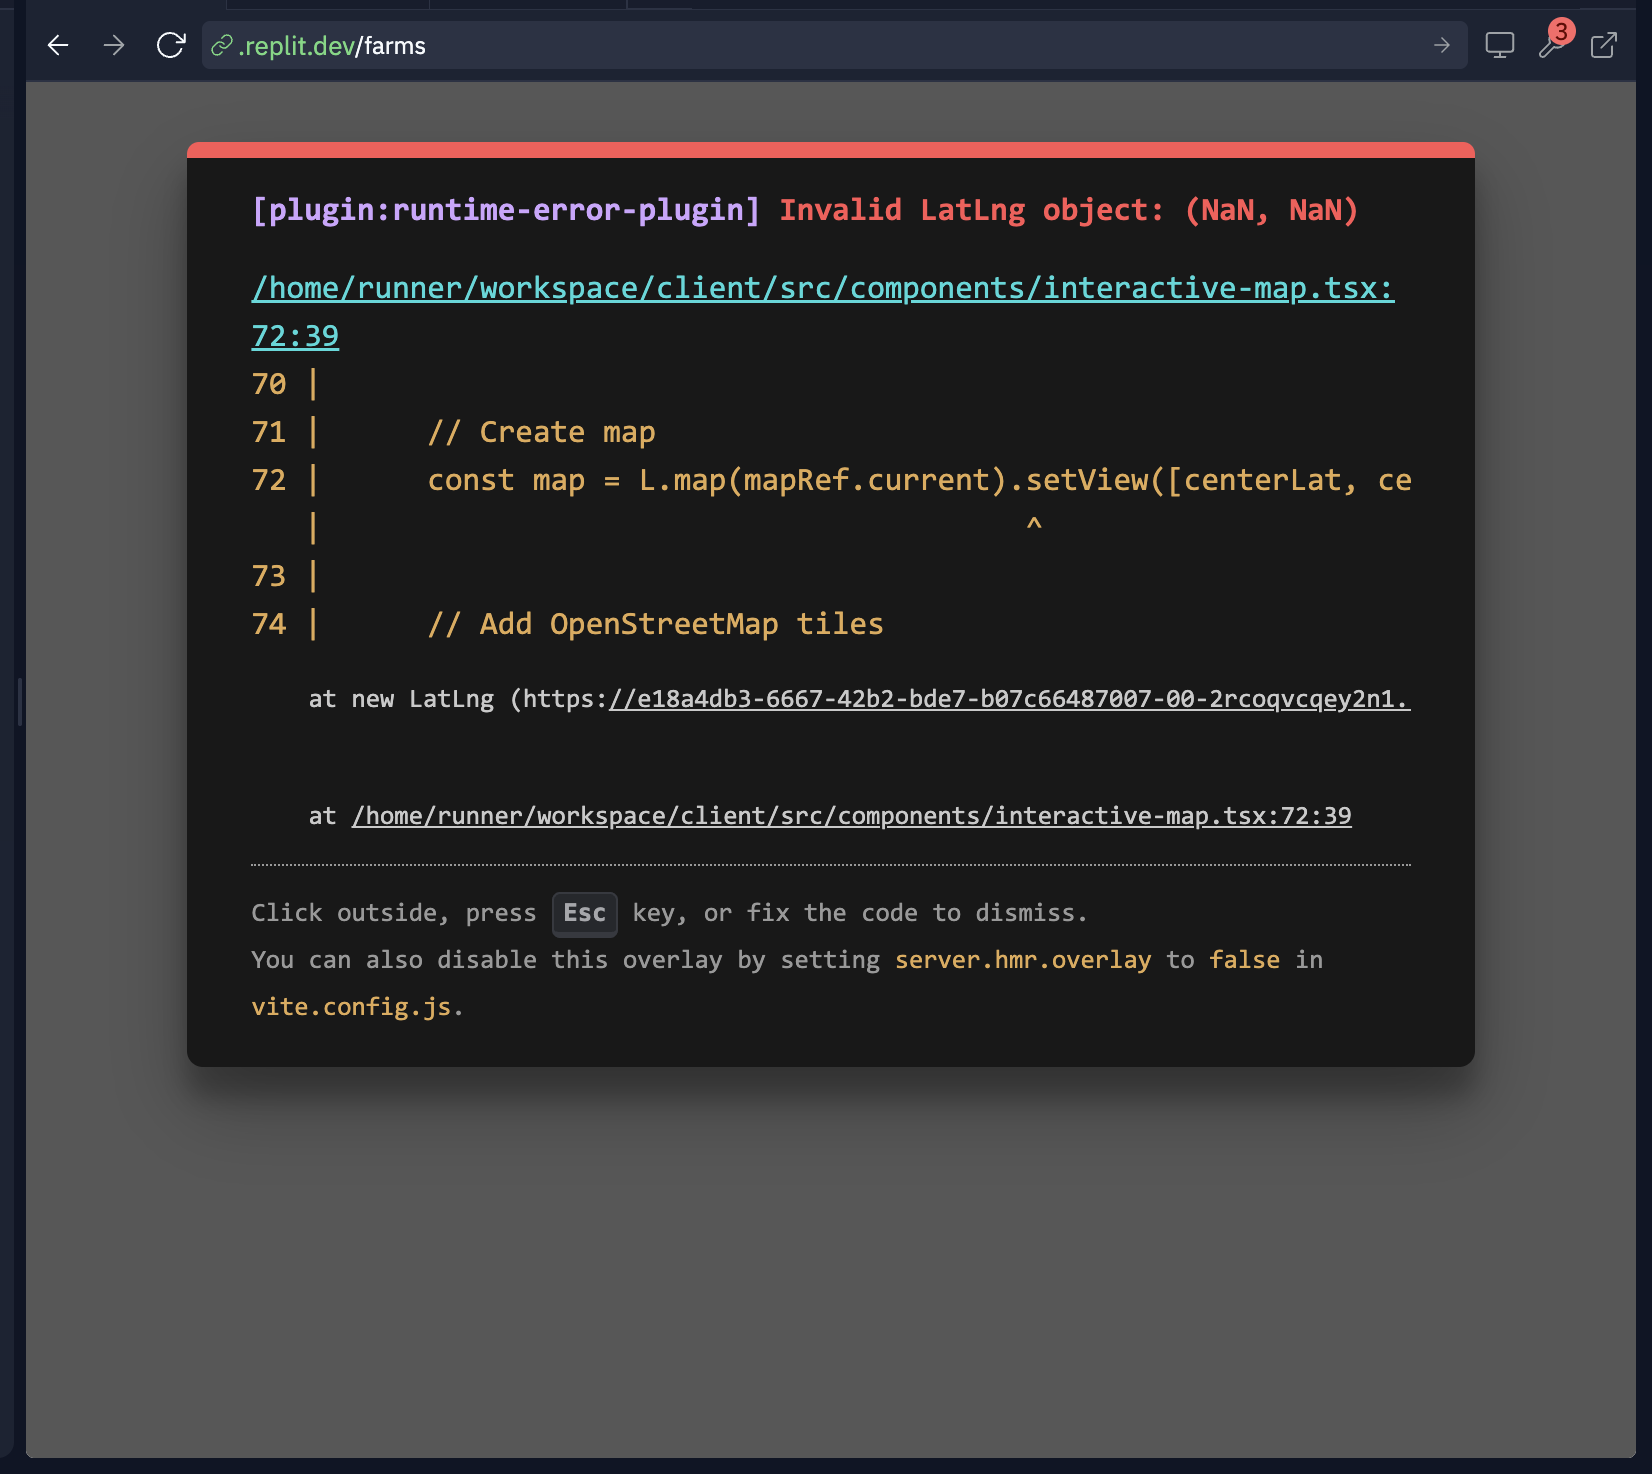 .replit.dev/farms
3
[plugin:runtime-error-plugin] Invalid LatLng object: (NaN, NaN)
/home/runner/workspace/client/src/components/interactive-map.tsx:
72:39
70 |
71 |      // Create map
72 |      const map = L.map(mapRef.current).setView([centerLat, ce
   |                                        ^
73 |
74 |      // Add OpenStreetMap tiles
at new LatLng (https://e18a4db3-6667-42b2-bde7-b07c66487007-00-2rcoqvcqey2n1.
at /home/runner/workspace/client/src/components/interactive-map.tsx:72:39
Click outside, press Esc key, or fix the code to dismiss.
You can also disable this overlay by setting server.hmr.overlay to false in
vite.config.js.